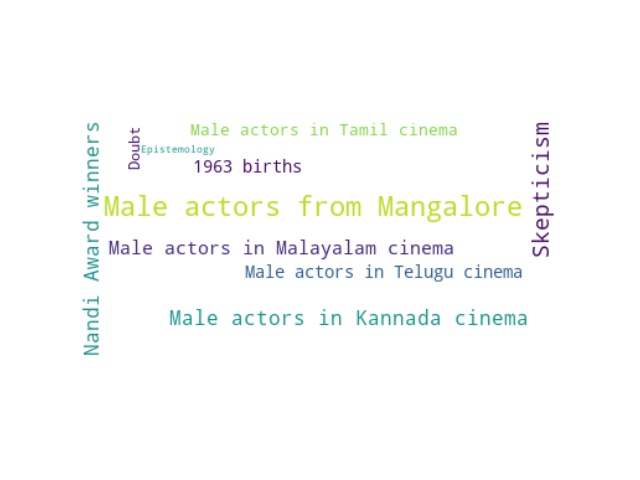 Nandi Award winners
Doubt
Male actors in Tamil cinema
Epistemology
1963 births
Male actors from Mangalore
Skepticism
Male actors in Malayalam cinema
Male actors in Telugu cinema
Male actors in Kannada cinema